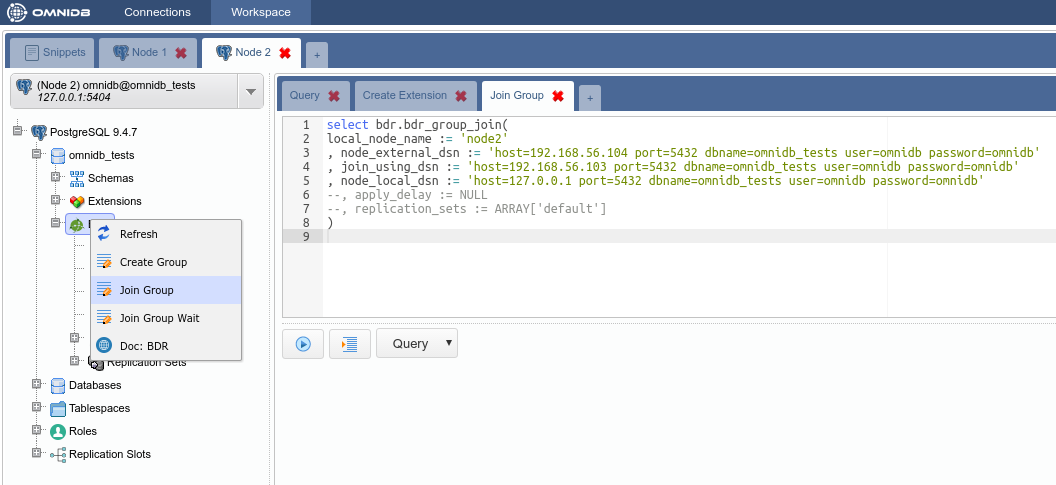 OMNIDB
Connections
Workspace
Snippets
Node 1
Node 2
+
(Node 2) omnidb@omnidb_tests
127.0.0.1:5404
PostgreSQL 9.4.7
omnidb_tests
Schemas
Extensions
Refresh
Create Group
Join Group
Join Group Wait
Doc: BDR
Replication Sets
Databases
Tablespaces
Roles
Replication Slots
Query
Create Extension
Join Group
+
1 select bdr.bdr_group_join(
2 local_node_name := 'node2'
3 , node_external_dsn := 'host=192.168.56.104 port=5432 dbname=omnidb_tests user=omnidb password=omnidb'
4 , join_using_dsn := 'host=192.168.56.103 port=5432 dbname=omnidb_tests user=omnidb password=omnidb'
5 , node_local_dsn := 'host=127.0.0.1 port=5432 dbname=omnidb_tests user=omnidb password=omnidb'
6 --, apply_delay := NULL
7 --, replication_sets := ARRAY['default']
8 )
9
Query